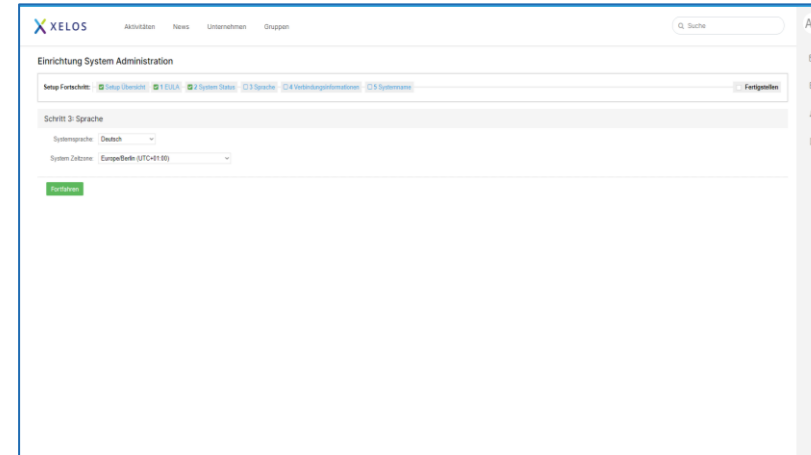 XELOS Aktivitäten News Unternehmen Gruppen Suche
Einrichtung System Administration
Setup Fortschritt: Setup Übersicht 1 EULA 2 System Status 3 Sprache 4 Verbindungsinformationen 5 Systemname Fertigstellen
Schritt 3: Sprache
Systemsprache Deutsch
System Zeitzone Europe/Berlin (UTC+01:00)
Fortfahren